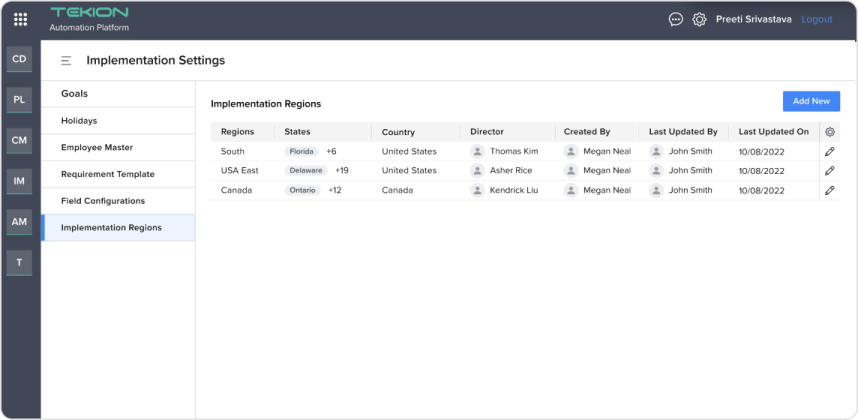 TEKION
Automation Platform
Preeti Srivastava Logout
CD
PL
CM
IM
AM
T
Implementation Settings
Goals
Holidays
Employee Master
Requirement Template
Field Configurations
Implementation Regions
Implementation Regions
Add New
Regions States Country Director Created By Last Updated By Last Updated On
South Florida +6 United States Thomas Kim Megan Neal John Smith 10/08/2022
USA East Delaware +19 United States Asher Rice Megan Neal John Smith 10/08/2022
Canada Ontario +12 Canada Kendrick Liu Megan Neal John Smith 10/08/2022